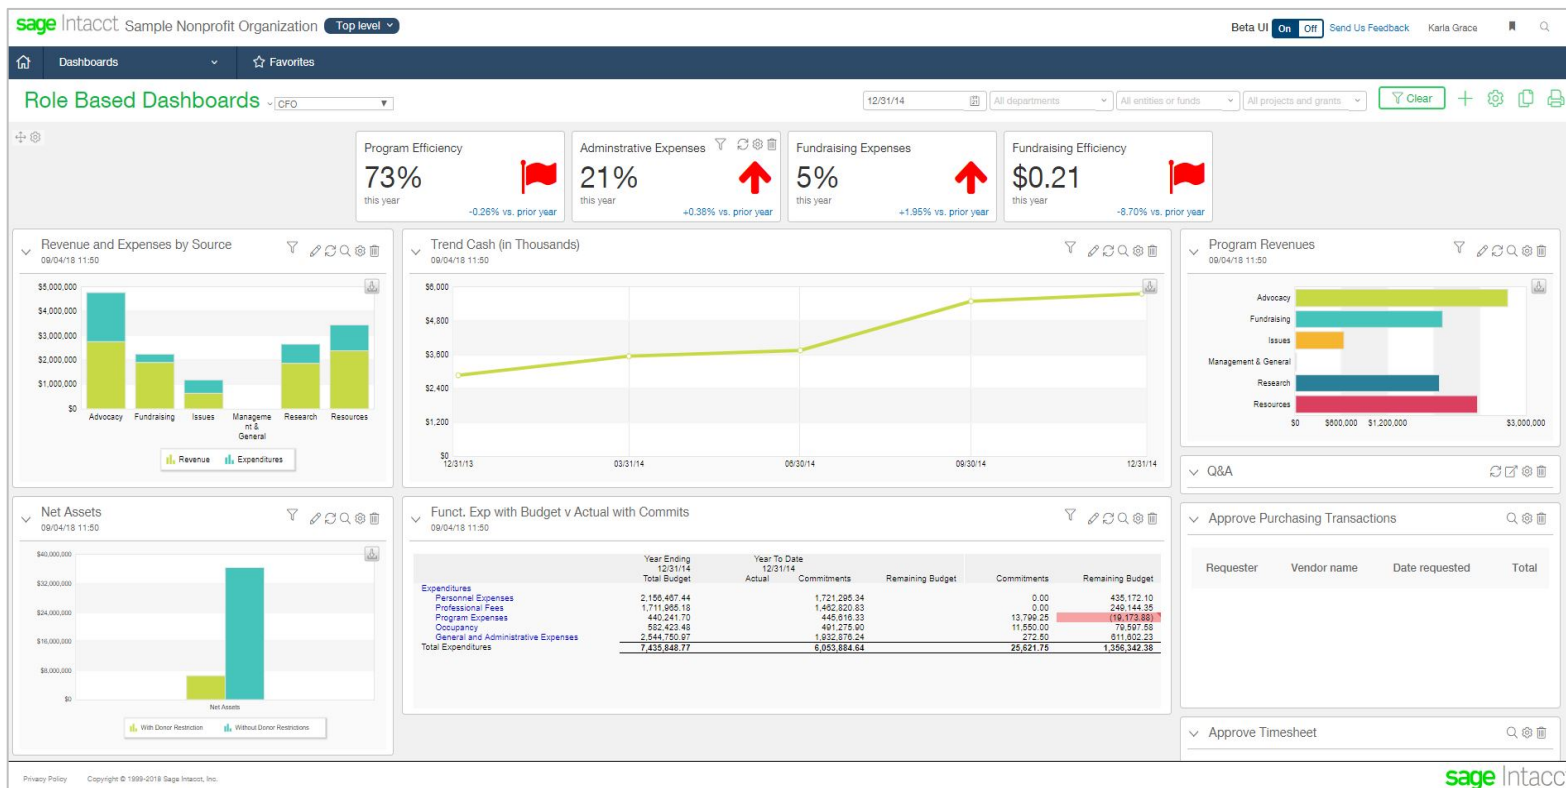 sage Intacct Sample Nonprofit Organization Top level
Beta UI On Off Send Us Feedback Karla Grace
Dashboards Favorites
Role Based Dashboards CFO
12/31/14 All departments All entities or funds All projects and grants Clear
Program Efficiency
73%
this year
-0.26% vs. prior year
Adminstrative Expenses
21%
this year
+0.38% vs. prior year
Fundraising Expenses
5%
this year
+1.95% vs. prior year
Fundraising Efficiency
$0.21
this year
-8.70% vs. prior year
Revenue and Expenses by Source
09/04/18 11:50
$5,000,000
$4,000,000
$3,000,000
$2,000,000
$1,000,000
$0
Advocacy Fundraising Issues Manageme Research Resources
nt &
General
Revenue Expenditures
Trend Cash (in Thousands)
09/04/18 11:50
$6,000
$4,800
$3,600
$2,400
$1,200
$0
12/31/13 03/31/14 06/30/14 09/30/14 12/31/14
Program Revenues
09/04/18 11:50
Advocacy
Fundraising
Issues
Management & General
Research
Resources
$0 $600,000 $1,200,000 $3,000,000
Q&A
Net Assets
09/04/18 11:50
$40,000,000
$32,000,000
$24,000,000
$16,000,000
$8,000,000
$0
Net Assets
With Donor Restriction Without Donor Restrictions
Funct. Exp with Budget v Actual with Commits
09/04/18 11:50
Year Ending Year To Date
12/31/14 12/31/14
Total Budget Actual Commitments Remaining Budget Commitments Remaining Budget
Expenditures
Personnel Expenses 2,156,467.44 1,721,295.34 0.00 435,172.10
Professional Fees 1,711,965.18 1,462,820.83 0.00 249,144.35
Program Expenses 440,241.70 445,616.33 13,799.25 (19,173.88)
Occupancy 582,423.48 491,275.90 11,550.00 79,597.58
General and Administrative Expenses 2,544,750.97 1,932,876.24 272.50 611,602.23
Total Expenditures 7,435,848.77 6,053,884.64 25,621.75 1,356,342.38
Approve Purchasing Transactions
Requester Vendor name Date requested Total
Approve Timesheet
Privacy Policy Copyright © 1999-2018 Sage Intacct, Inc.
sage Intacc